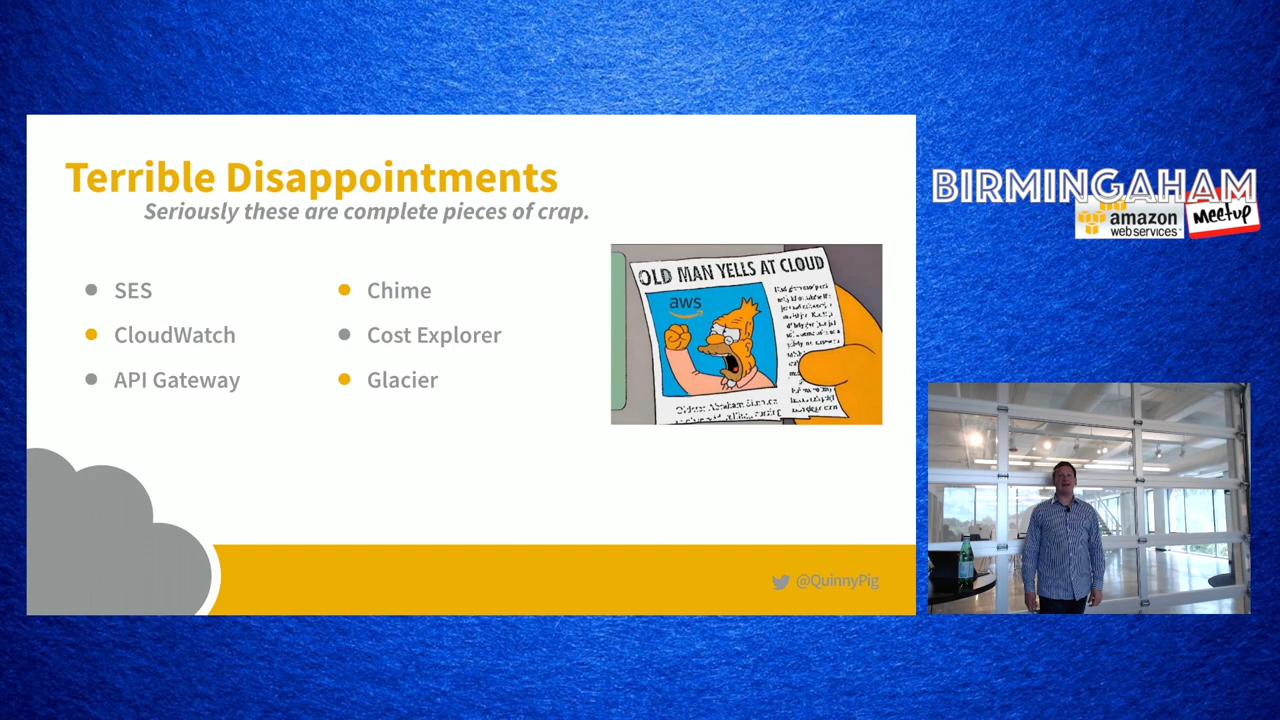 Terrible Disappointments
Seriously these are complete pieces of crap.
SES
CloudWatch
API Gateway
Chime
Cost Explorer
Glacier
OLD MAN YELLS AT CLOUD
aws
@QuinnyPig
BIRMINGAHAM
amazon
web services
Meetup